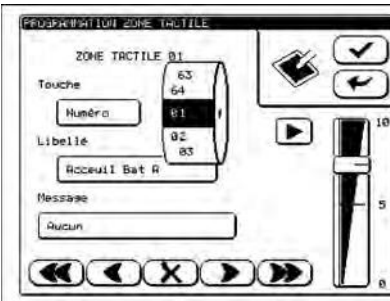 PROGRAMMATION ZONE TACTILE
ZONE TACTILE 01
63
64
01
02
03
Touche
Numéro
Libellé
Acceuil Bat A
Message
Aucun
10
5
0